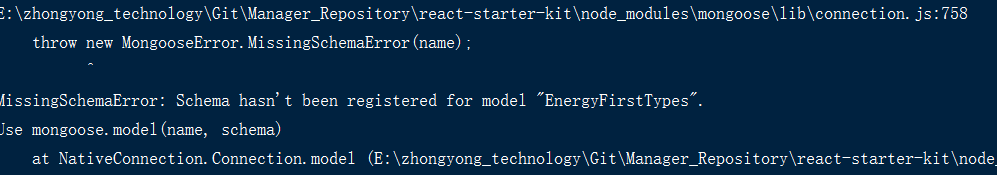 E:\zhongyong_technology\Git\Manager_Repository\react-starter-kit\node_modules\mongoose\lib\connection.js:758
throw new MongooseError.MissingSchemaError(name);
^
MissingSchemaError: Schema hasn't been registered for model "EnergyFirstTypes".
Use mongoose.model(name, schema)
at NativeConnection.Connection.model (E:\zhongyong_technology\Git\Manager_Repository\react-starter-kit\node_